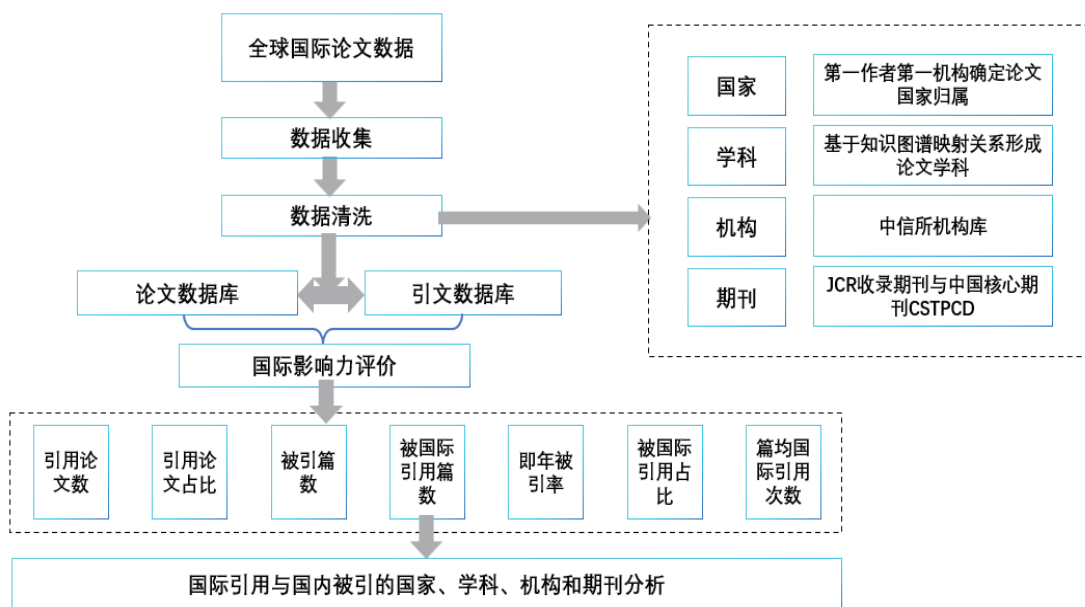 全球国际论文数据
数据收集
数据清洗
论文数据库
引文数据库
国际影响力评价
国家
第一作者第一机构确定论文
国家归属
学科
基于知识图谱映射关系形成
论文学科
机构
中信所机构库
期刊
JCR收录期刊与中国核心期
刊CSTPCD
引用论
文数
引用论
文占比
被引篇
数
被国际
引用篇
数
即年被
引率
被国际
引用占
比
篇均国
际引用
次数
国际引用与国内被引的国家、学科、机构和期刊分析